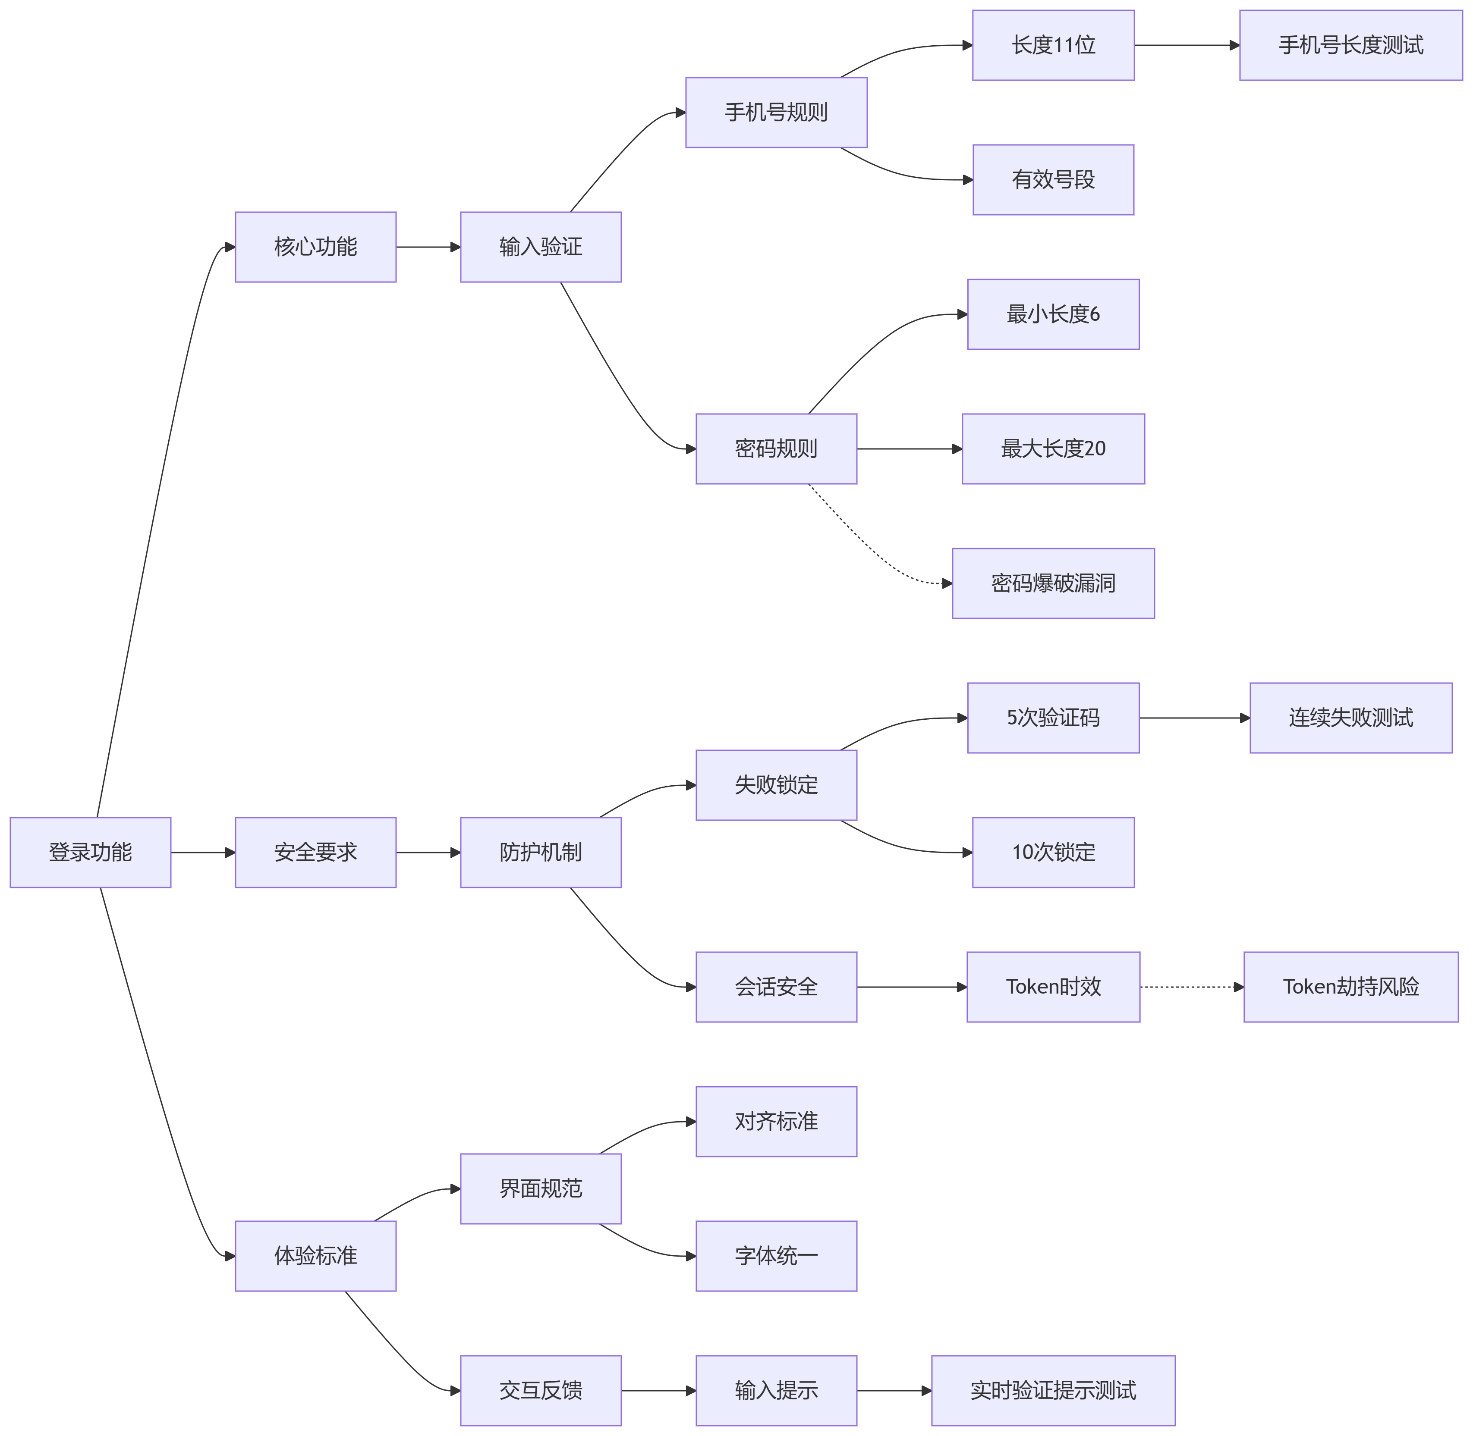 长度11位
手机号长度测试
手机号规则
有效号段
核心功能
输入验证
最小长度6
密码规则
最大长度20
密码爆破漏洞
5次验证码
连续失败测试
失败锁定
登录功能
安全要求
防护机制
10次锁定
会话安全
Token时效
Token劫持风险
对齐标准
界面规范
体验标准
字体统一
交互反馈
输入提示
实时验证提示测试